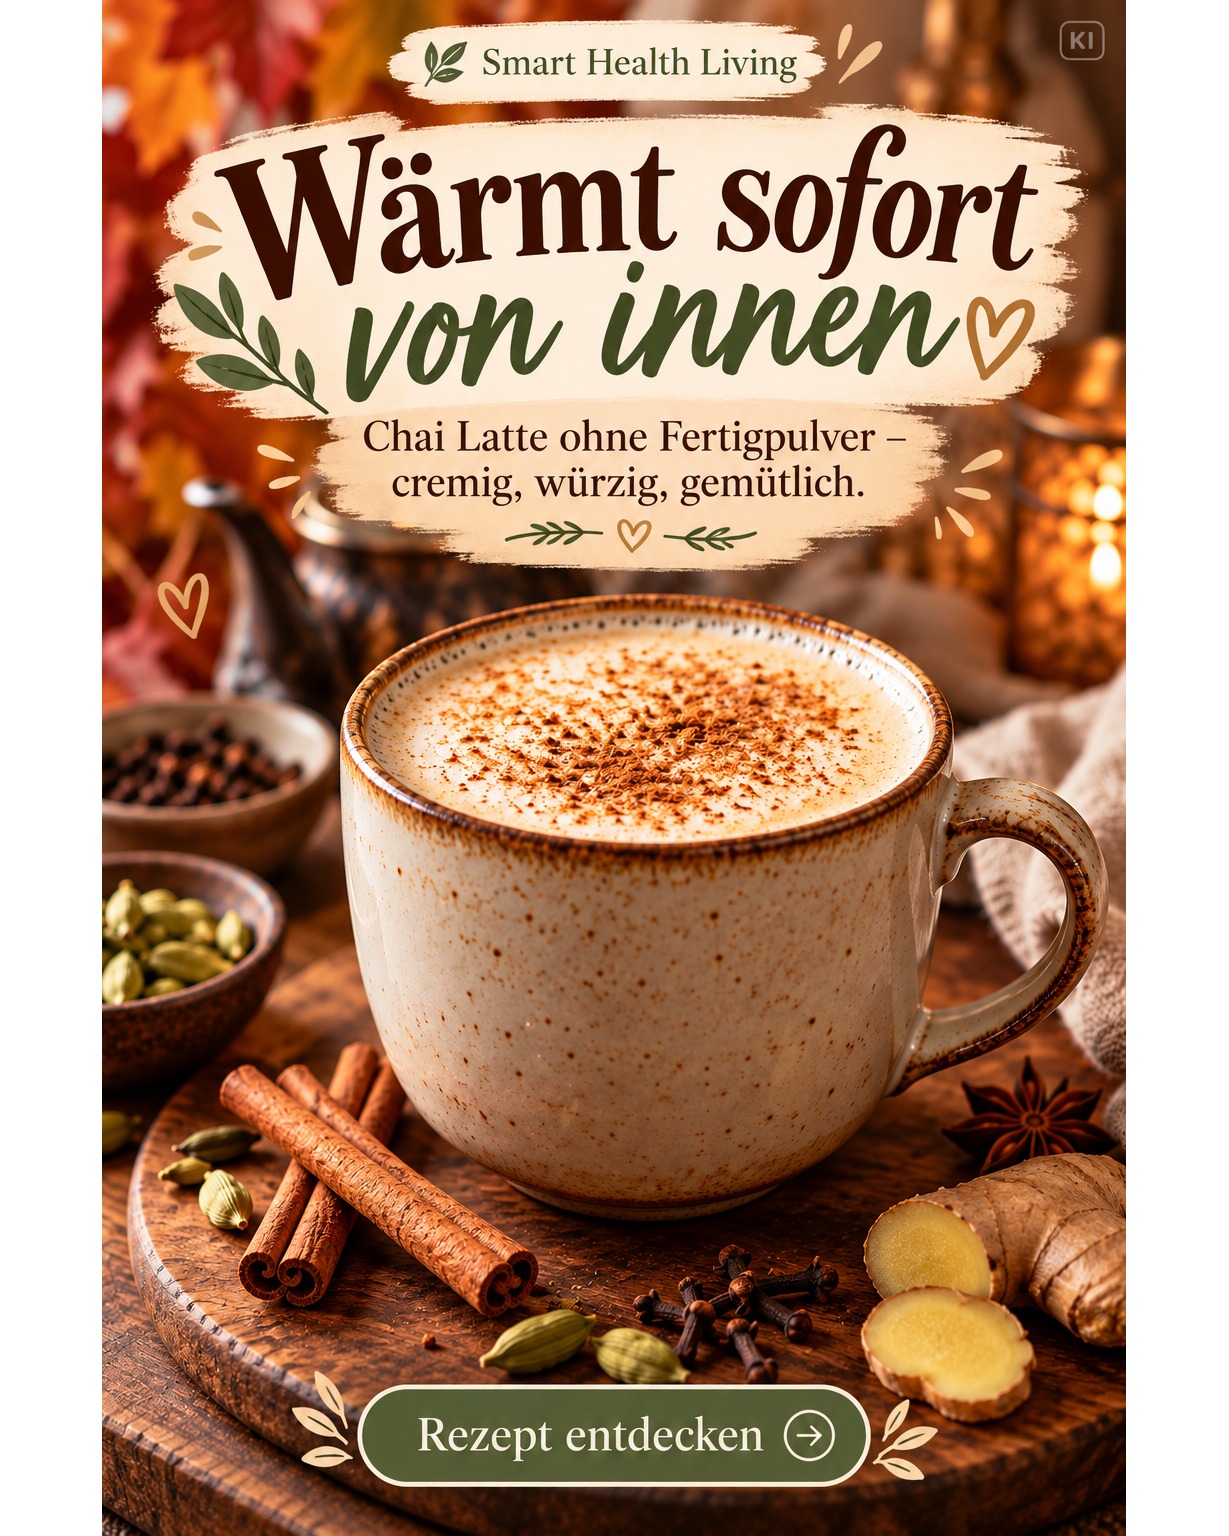 Smart Health Living
KI
Wärmt sofort
von innen
Chai Latte ohne Fertigpulver –
cremig, würzig, gemütlich.
Rezept entdecken